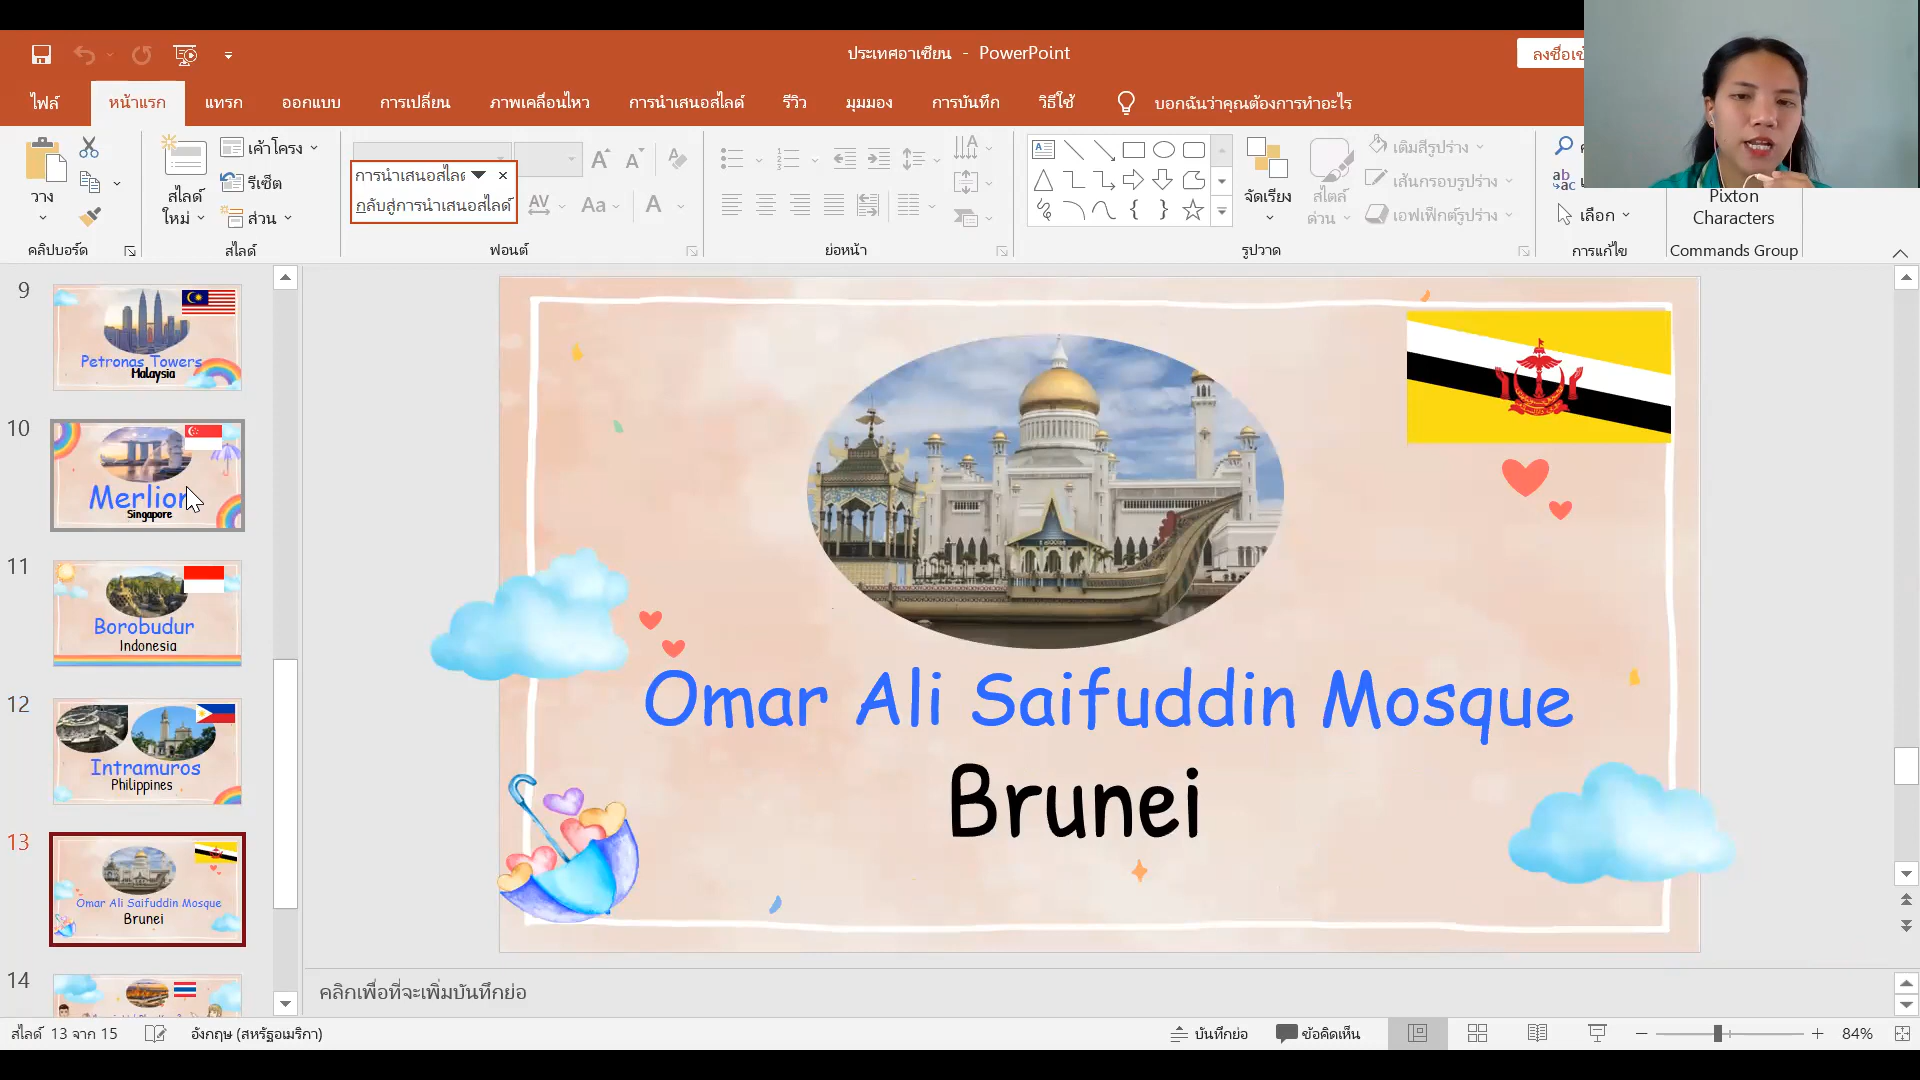 ประเทศอาเซียน - PowerPoint
ลงชื่อเข้
ไฟล์ หน้าแรก แทรก ออกแบบ การเปลี่ยน ภาพเคลื่อนไหว การนำเสนอสไลด์ รีวิว มุมมอง การบันทึก วิธีใช้ บอกฉันว่าคุณต้องการทำอะไร
วาง
คลิปบอร์ด
สไลด์
ใหม่
เค้าโครง
รีเซ็ต
ส่วน
สไลด์
การนำเสนอสไลด์
กลับสู่การนำเสนอสไลด์
ฟอนต์
ย่อหน้า
จัดเรียง
สไตล์
ด่วน
เติมสีรูปร่าง
เส้นกรอบรูปร่าง
เอฟเฟ็กต์รูปร่าง
รูปวาด
เลือก
การแก้ไข
Pixton
Characters
Commands Group
9
Petronas Towers
Malaysia
10
Merlion
Singapore
11
Borobudur
Indonesia
12
Intramuros
Philippines
13
Omar Ali Saifuddin Mosque
Brunei
14
Omar Ali Saifuddin Mosque
Brunei
คลิกเพื่อที่จะเพิ่มบันทึกย่อ
สไลด์ 13 จาก 15 อังกฤษ (สหรัฐอเมริกา) บันทึกย่อ ข้อคิดเห็น 84%